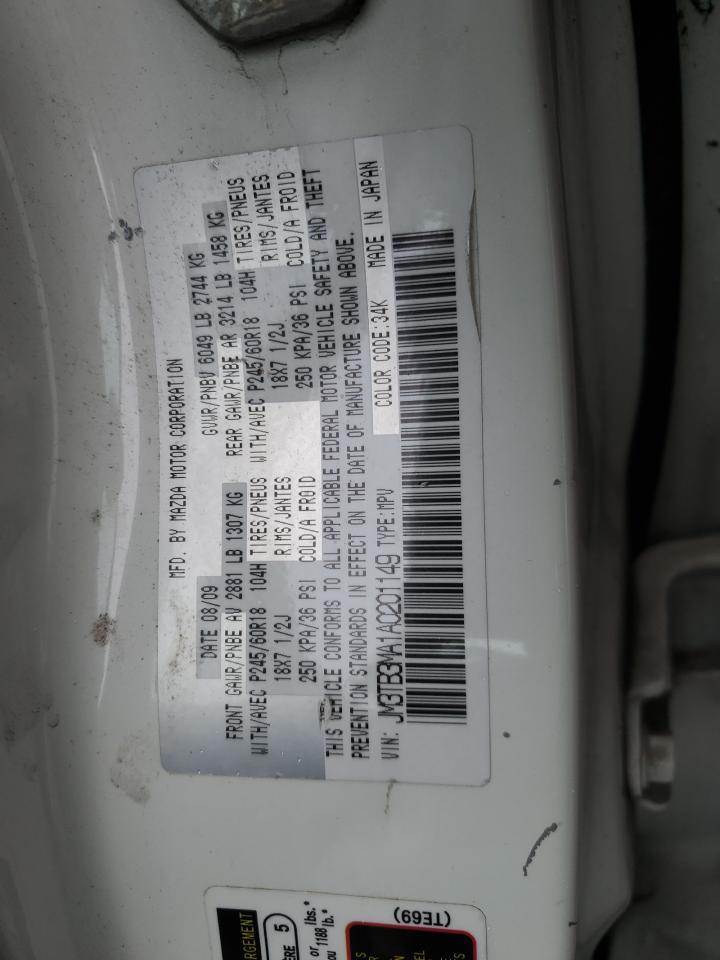 MFD. BY MAZDA MOTOR CORPORATION
DATE 08/09 GVWR/PNBV 6049 LB 2744 KG
FRONT GAWR/PNBE AV 2881 LB 1307 KG REAR GAWR/PNBE AR 3214 LB 1458 KG
WITH/AVEC P245/60R18 104H TIRES/PNEUS WITH/AVEC P245/60R18 104H TIRES/PNEUS
18X7 1/2J RIMS/JANTES 18X7 1/2J RIMS/JANTES
250 KPA/36 PSI COLD/A FROID 250 KPA/36 PSI COLD/A FROID
THIS VEHICLE CONFORMS TO ALL APPLICABLE FEDERAL MOTOR VEHICLE SAFETY AND THEFT
PREVENTION STANDARDS IN EFFECT ON THE DATE OF MANUFACTURE SHOWN ABOVE.
VIN: JM3TB3MA1A0201149 TYPE:MPV COLOR CODE:34K MADE IN JAPAN
5
lbs.*
or
1188 lb.*
(TE69)